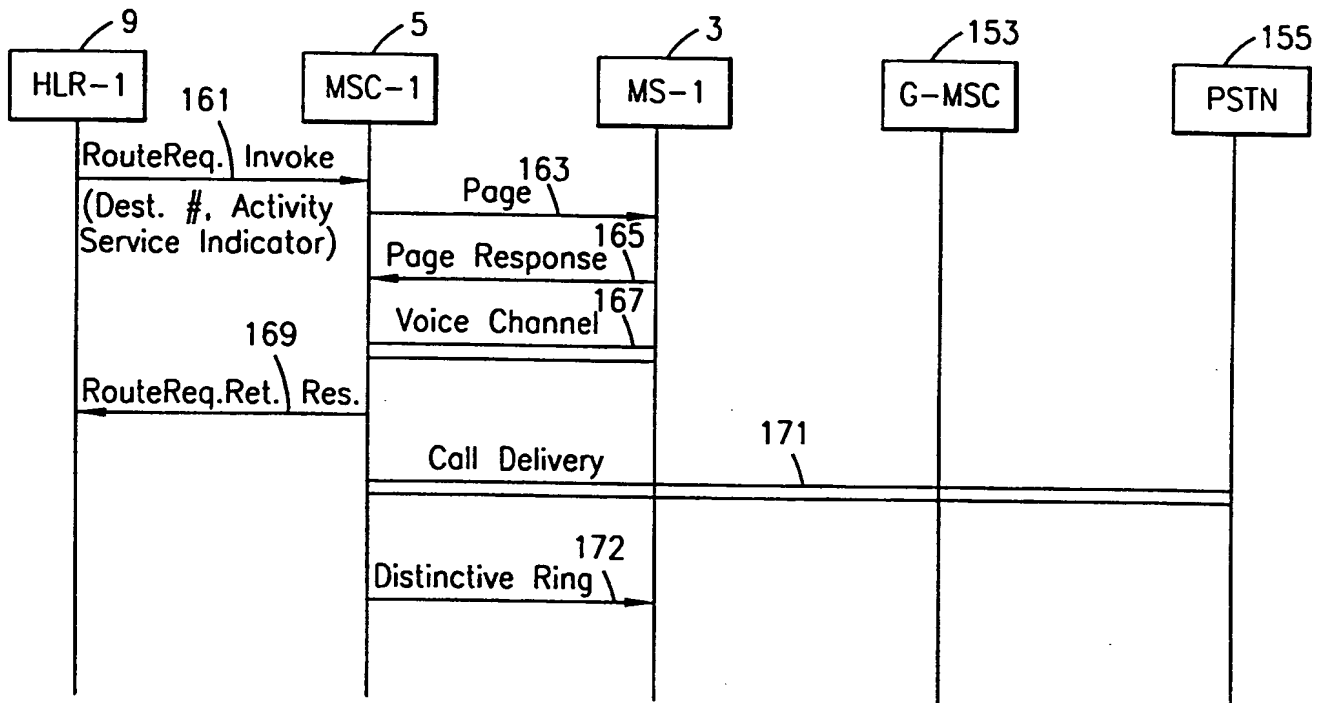 9
5
3
153
155
HLR-1
MSC-1
MS-1
G-MSC
PSTN
161
RouteReq. Invoke
(Dest. #, Activity
Service Indicator)
163
Page
165
Page Response
167
Voice Channel
169
RouteReq.Ret. Res.
171
Call Delivery
172
Distinctive Ring